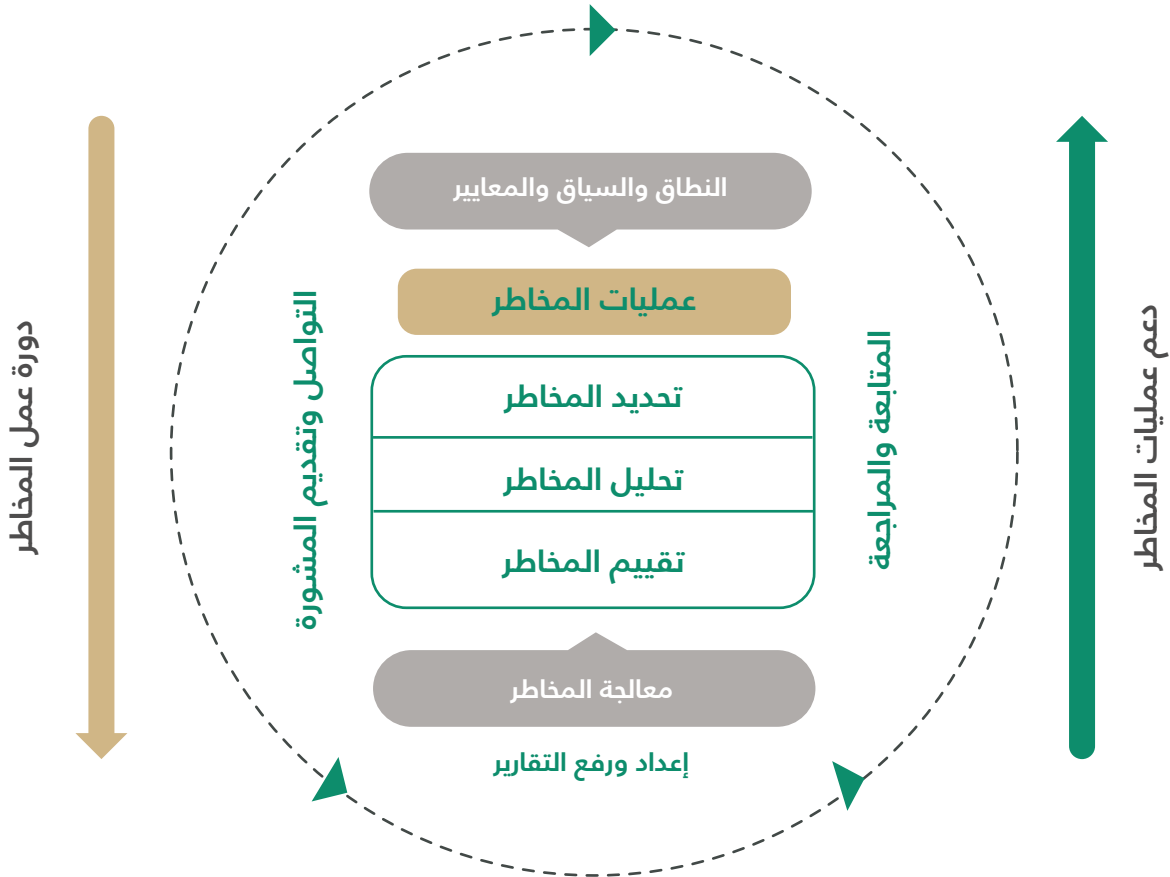 النطاق والسياق والمعايير
عمليات المخاطر
تحديد المخاطر
تحليل المخاطر
تقييم المخاطر
معالجة المخاطر
إعداد ورفع التقارير
دعم عمليات المخاطر
المتابعة والمراجعة
التواصل وتقديم المشورة
دورة عمل المخاطر